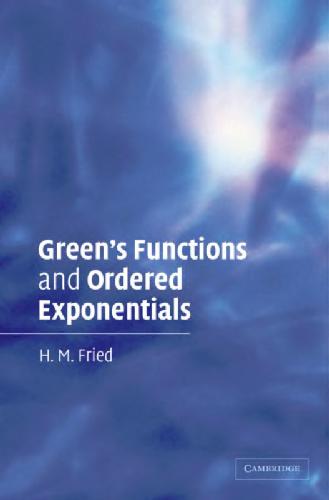 Green's Functions
and Ordered
Exponentials
H. M. Fried
CAMBRIDGE